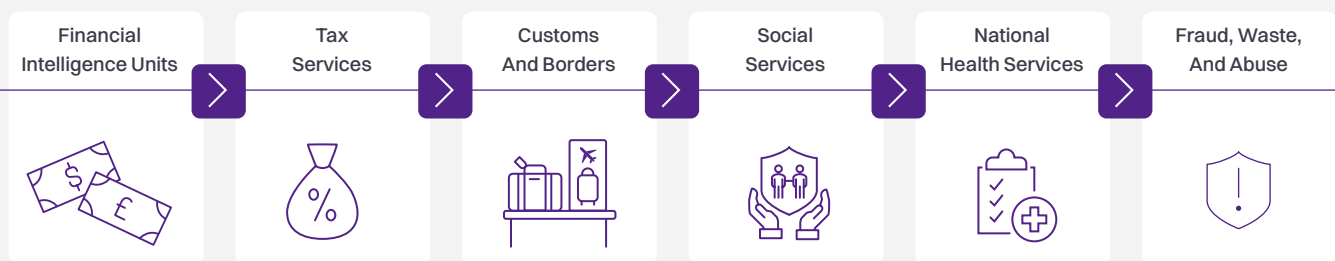 Financial
Intelligence Units
Tax
Services
Customs
And Borders
Social
Services
National
Health Services
Fraud, Waste,
And Abuse
$
£
%